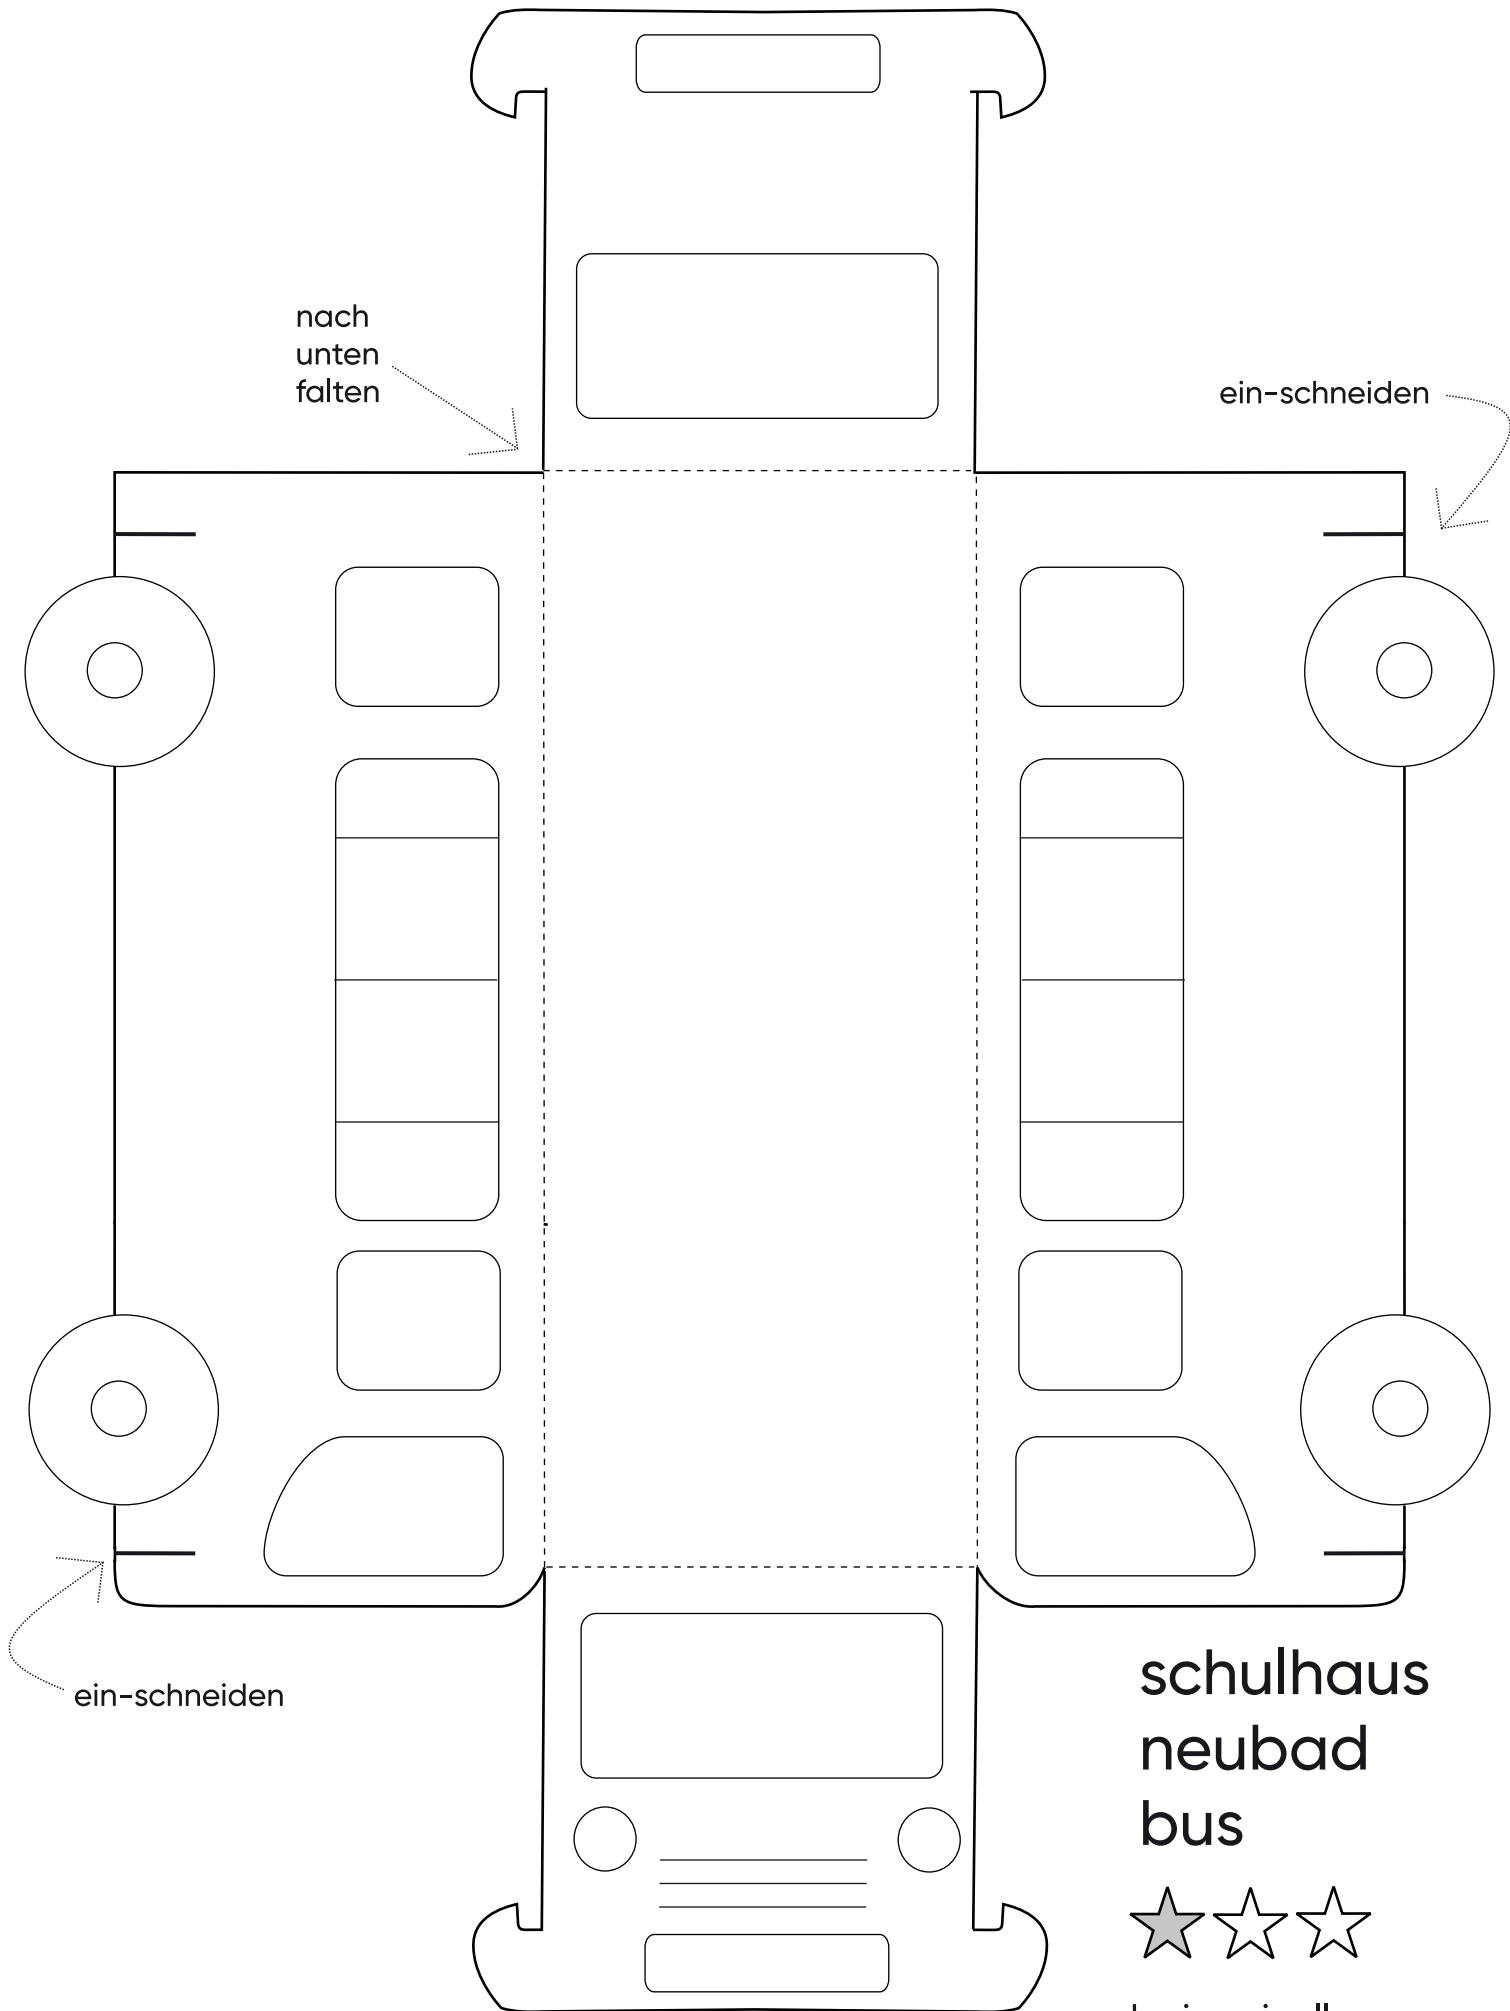 nach
unten
falten
ein-schneiden
ein-schneiden
schulhaus
neubad
bus